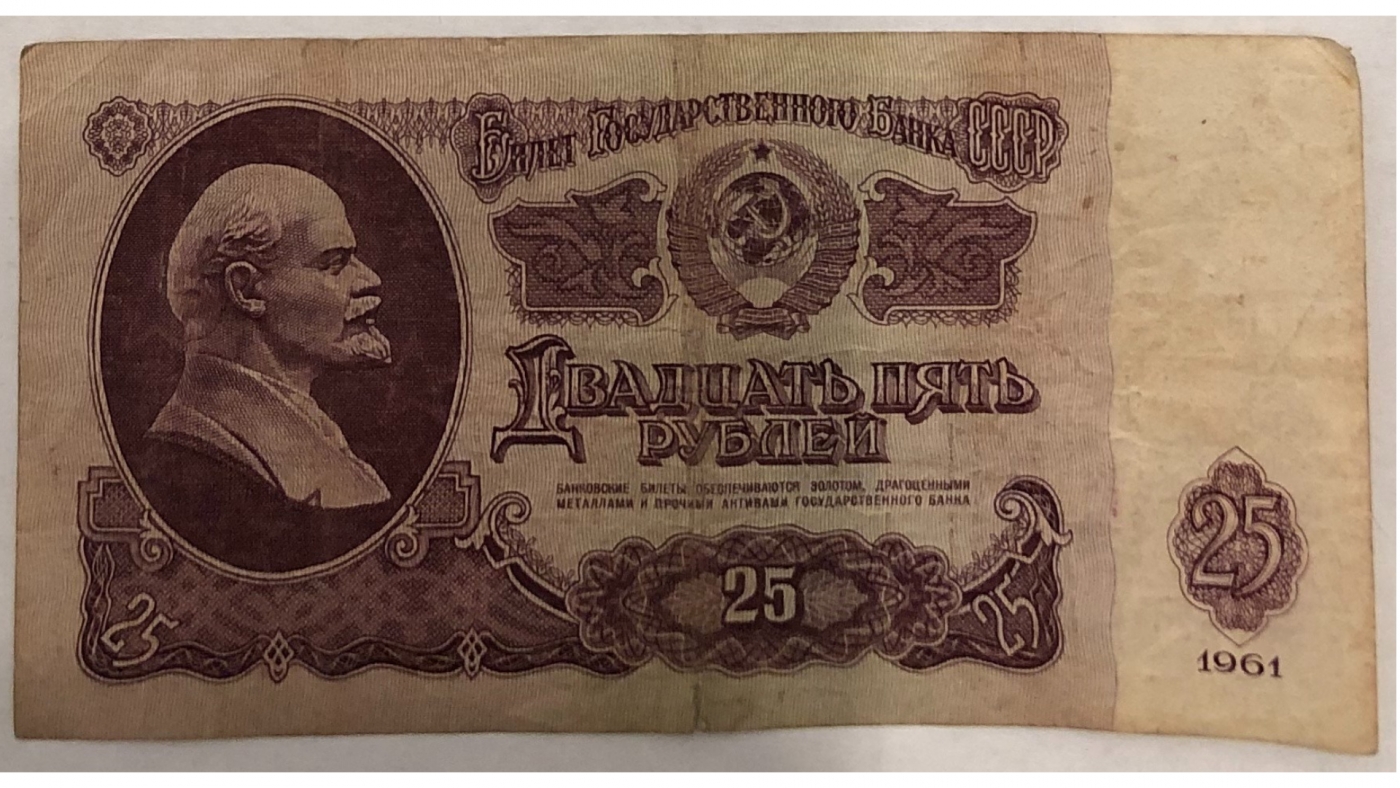 Билет Государственного Банка СССР
Двадцать пять
рублей
БАНКОВСКИЕ БИЛЕТЫ ОБЕСПЕЧИВАЮТСЯ ЗОЛОТОМ, ДРАГОЦЕННЫМИ
МЕТАЛЛАМИ И ПРОЧИМИ АКТИВАМИ ГОСУДАРСТВЕННОГО БАНКА
25
25
25
25
1961